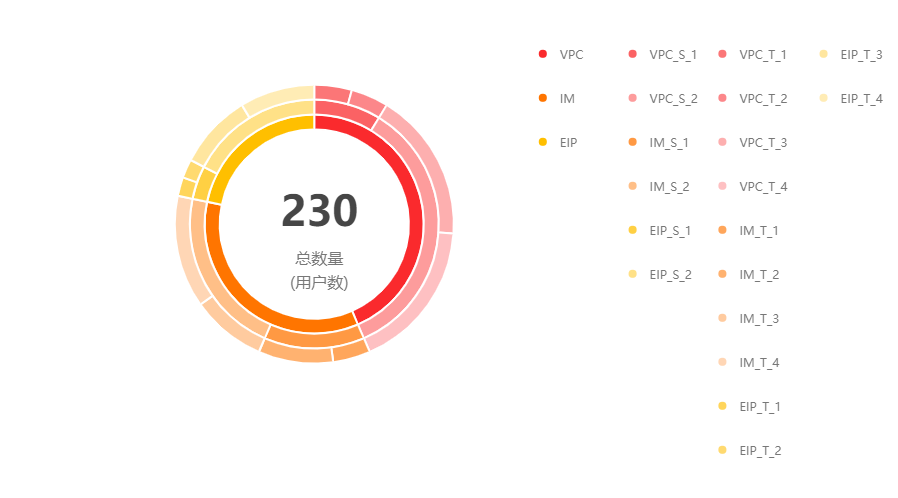 230
总数量
(用户数)
VPC
IM
EIP
VPC_S_1
VPC_S_2
IM_S_1
IM_S_2
EIP_S_1
EIP_S_2
VPC_T_1
VPC_T_2
VPC_T_3
VPC_T_4
IM_T_1
IM_T_2
IM_T_3
IM_T_4
EIP_T_1
EIP_T_2
EIP_T_3
EIP_T_4